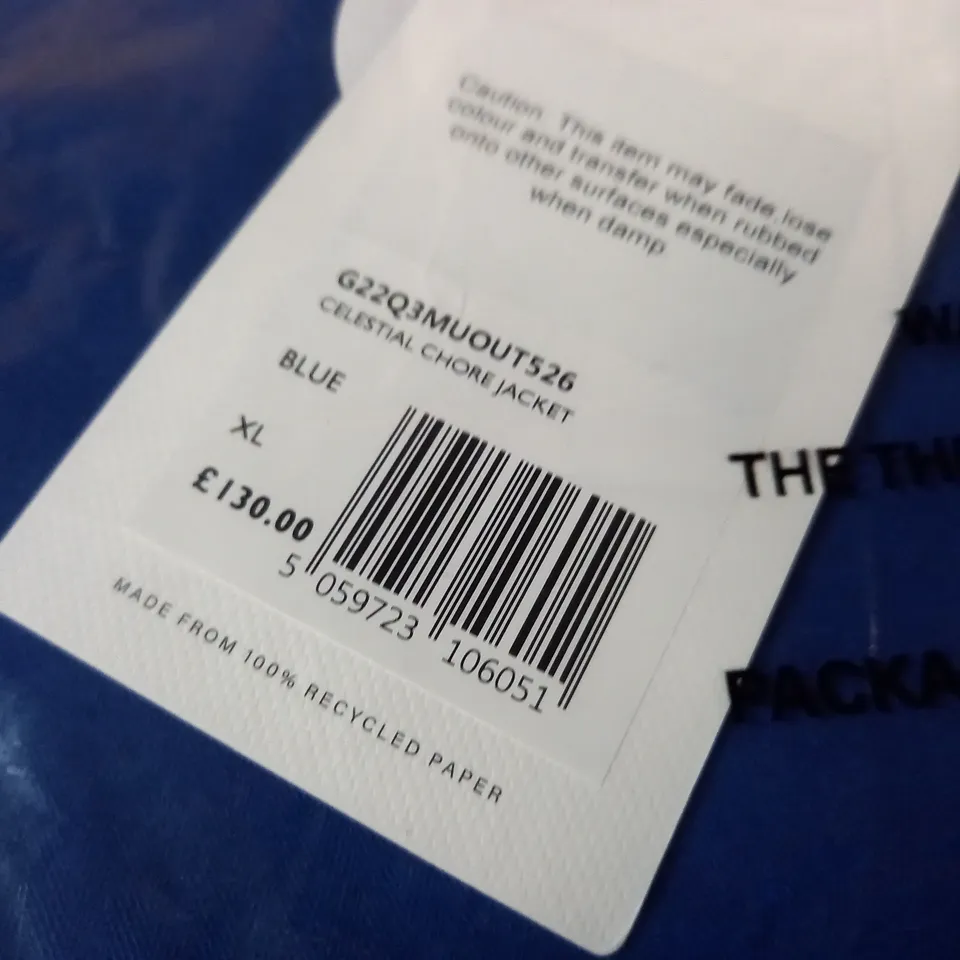 Caution. This item may fade,lose
colour and transfer when rubbed
onto other surfaces especially
when damp
G22Q3MUOUT526
CELESTIAL CHORE JACKET
BLUE
XL
£130.00
5 059723 106051
MADE FROM 100% RECYCLED PAPER
THE